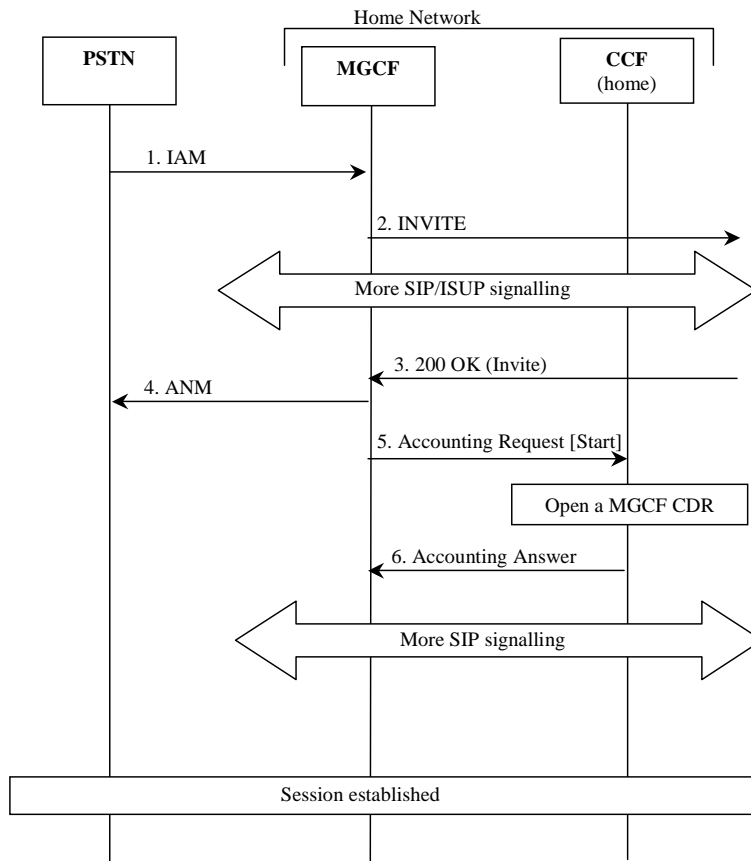 Home Network
PSTN
MGCF
CCF
(home)
1. IAM
2. INVITE
More SIP/ISUP signalling
3. 200 OK (Invite)
4. ANM
5. Accounting Request [Start]
Open a MGCF CDR
6. Accounting Answer
More SIP signalling
Session established